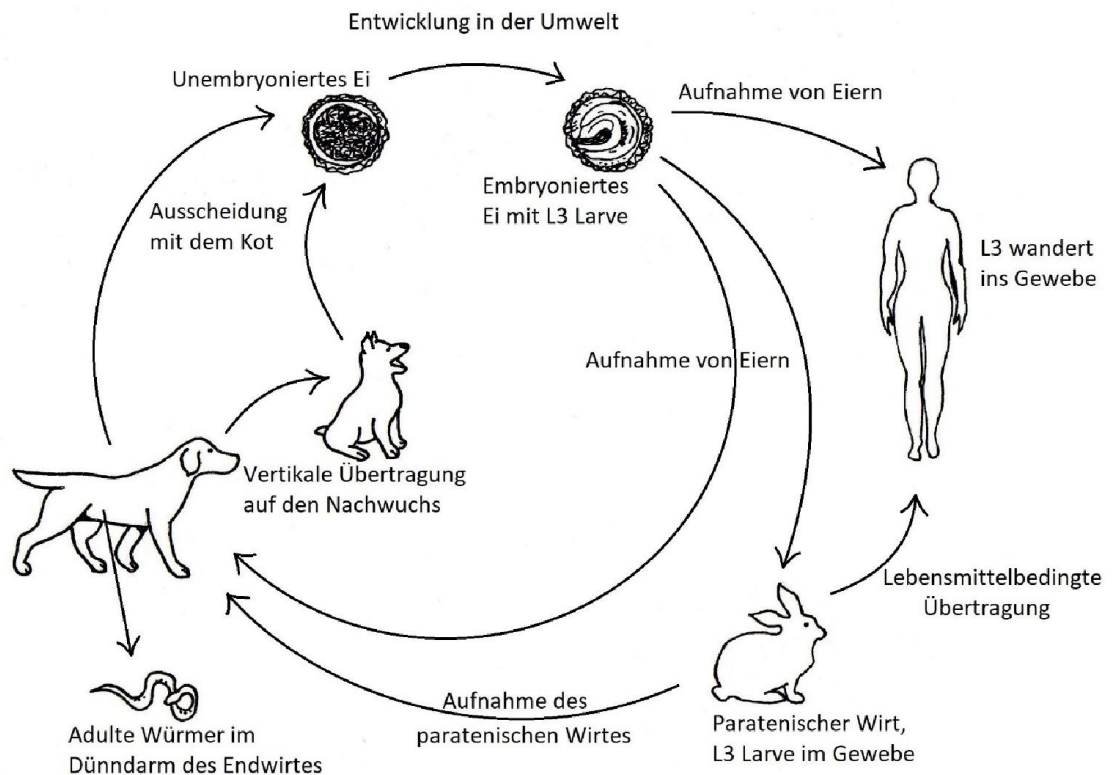 Entwicklung in der Umwelt
Unembryoniertes Ei
Aufnahme von Eiern
Embryoniertes
Ei mit L3 Larve
Ausscheidung
mit dem Kot
L3 wandert
ins Gewebe
Aufnahme von Eiern
Vertikale Übertragung
auf den Nachwuchs
Lebensmittelbedingte
Übertragung
Aufnahme des
paratenischen Wirtes
Paratenischer Wirt,
L3 Larve im Gewebe
Adulte Würmer im
Dünndarm des Endwirtes